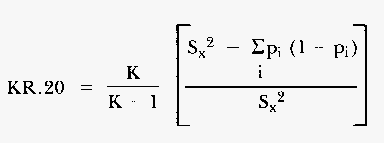 KR.20 = K / (K - 1) [ (Sx² - Σpi (1 - pi)) / Sx² ]
i